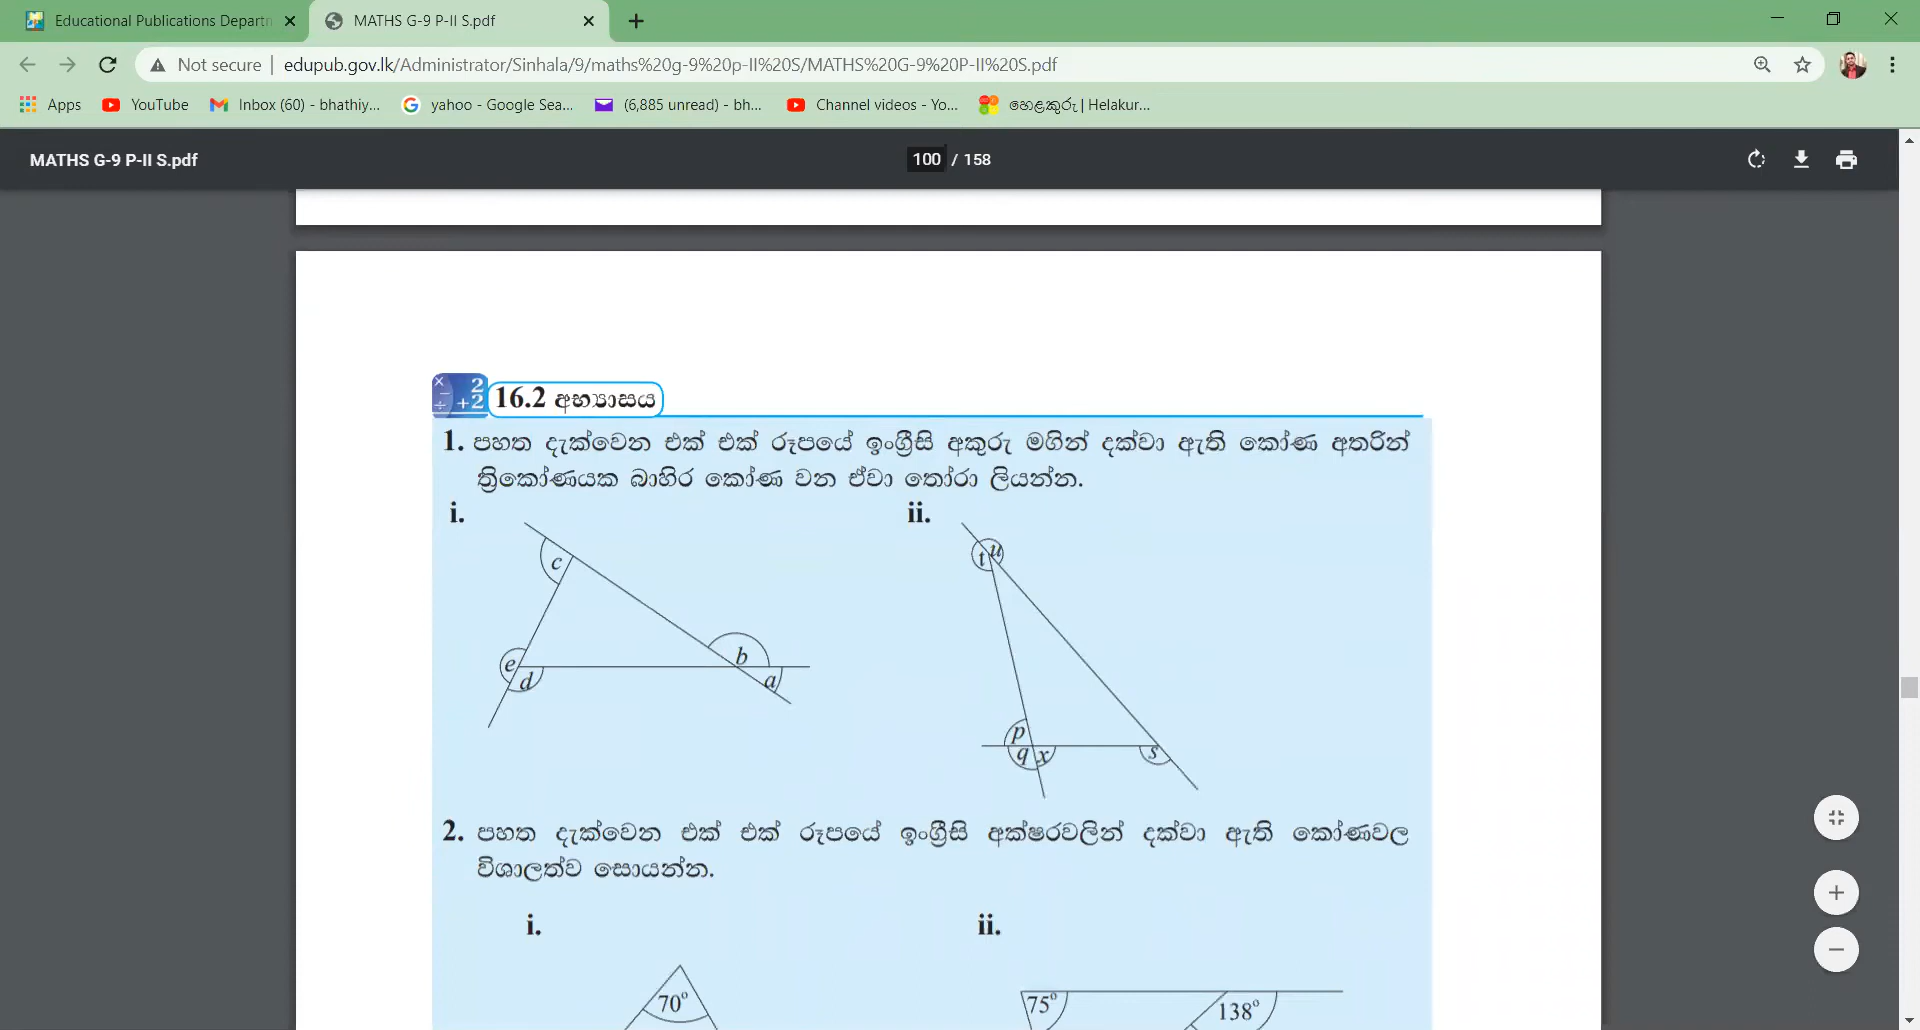 Educational Publications Departn
MATHS G-9 P-II S.pdf
Not secure
edupub.gov.lk/Administrator/Sinhala/9/maths%20g-9%20p-II%20S/MATHS%20G-9%20P-II%20S.pdf
Apps
YouTube
Inbox (60) - bhathiy...
yahoo - Google Sea...
(6,885 unread) - bh...
Channel videos - Yo...
හෙළකුරු | Helakur...
MATHS G-9 P-II S.pdf
100 / 158
× 2
− ÷ +2
16.2 අභ්‍යාසය
1. පහත දැක්වෙන එක් එක් රූපයේ ඉංග්‍රීසි අකුරු මගින් දක්වා ඇති කෝණ අතරින්
ත්‍රිකෝණයක බාහිර කෝණ වන ඒවා තෝරා ලියන්න.
i.
ii.
c
b
a
e
d
t
u
p
q
x
s
2. පහත දැක්වෙන එක් එක් රූපයේ ඉංග්‍රීසි අක්ෂරවලින් දක්වා ඇති කෝණවල
විශාලත්ව සොයන්න.
i.
ii.
70°
75°
138°